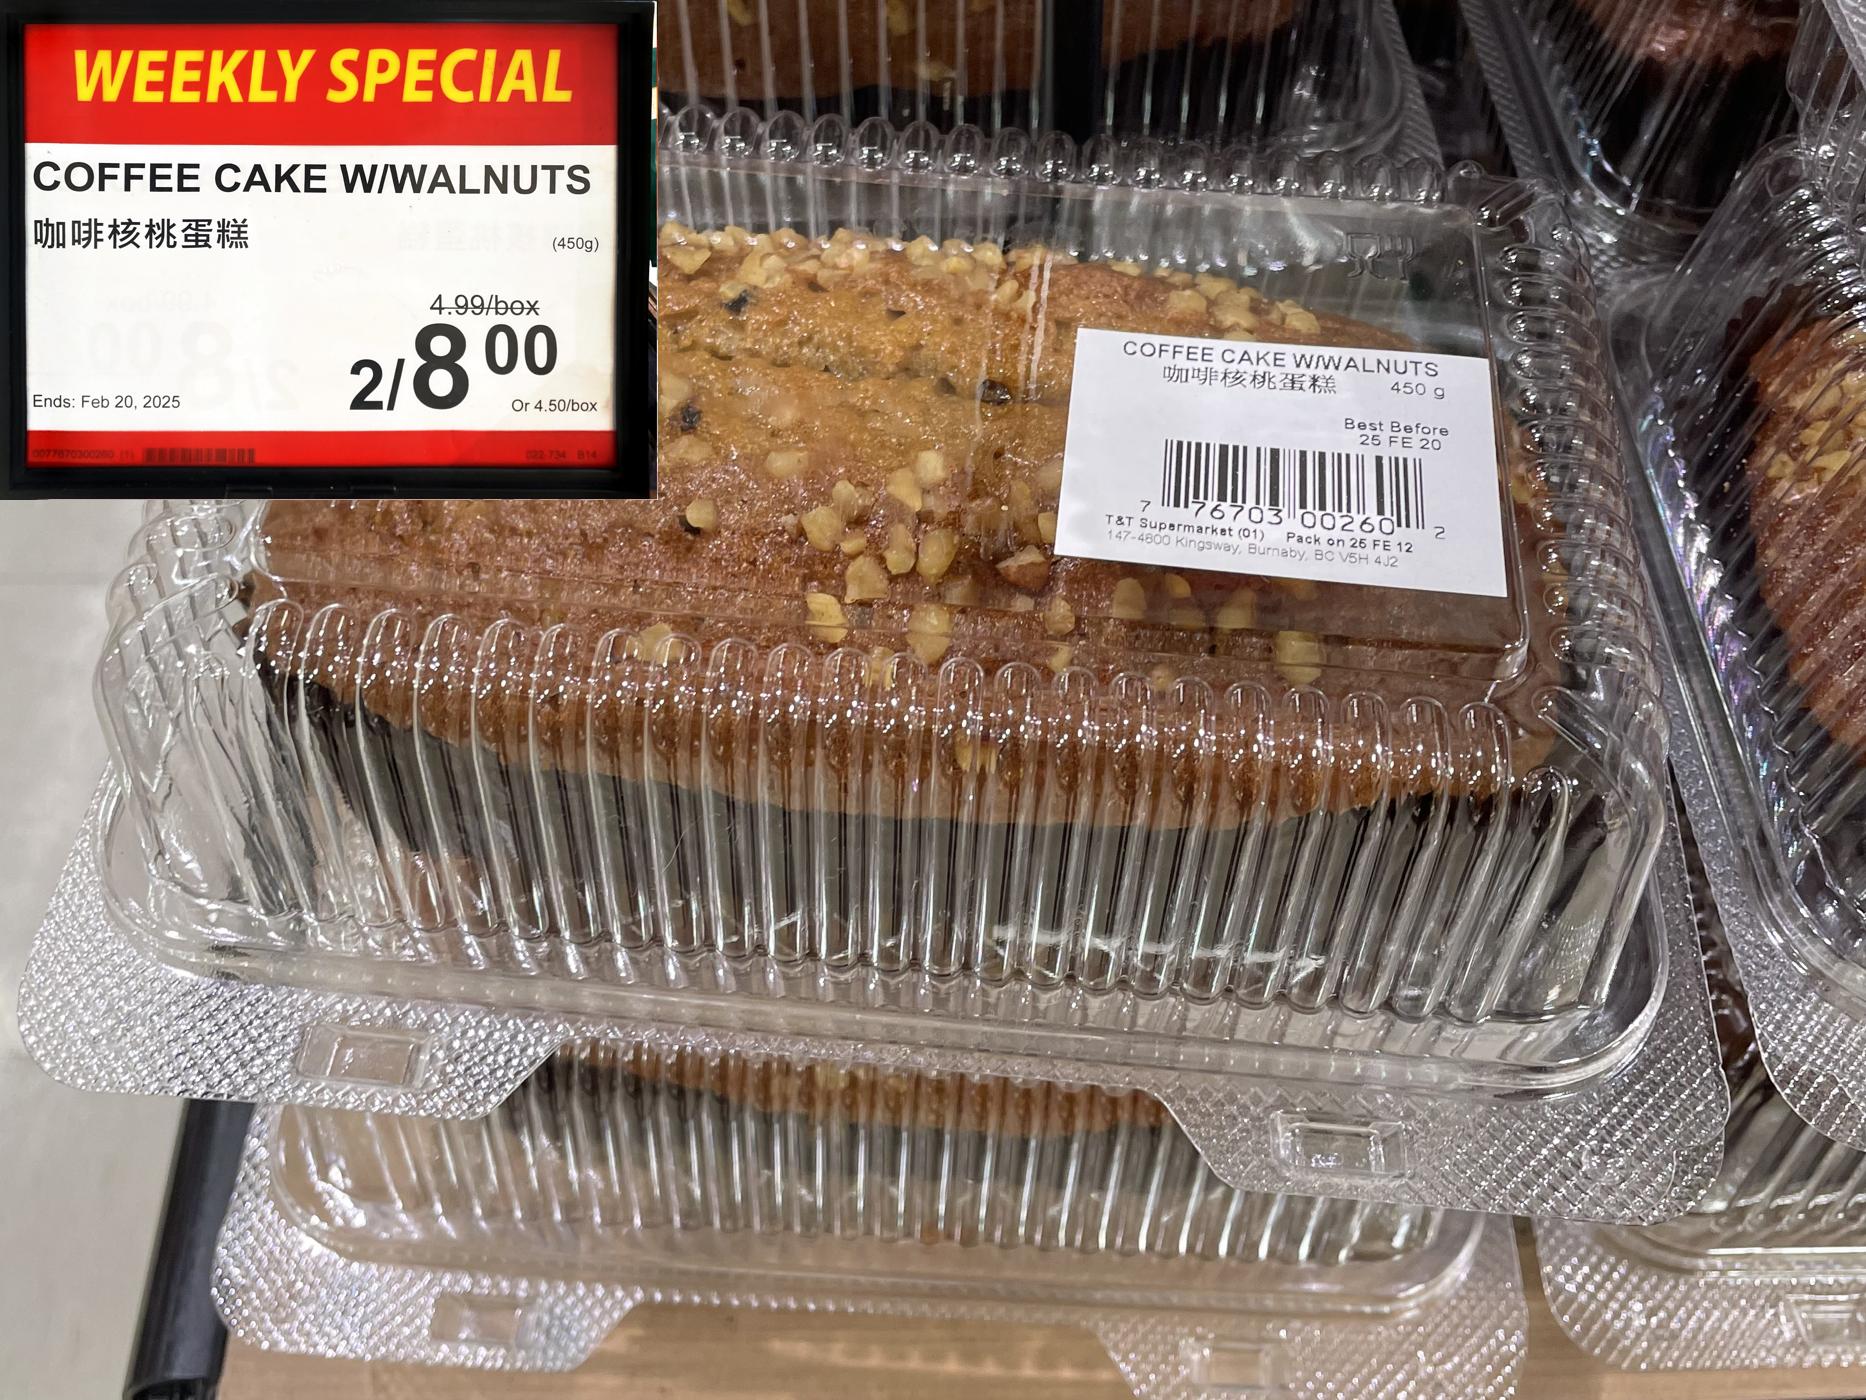 WEEKLY SPECIAL
COFFEE CAKE W/WALNUTS
咖啡核桃蛋糕
(450g)
4.99/box
2/8 00
Ends: Feb 20, 2025
Or 4.50/box
022-734 B14
COFFEE CAKE W/WALNUTS
咖啡核桃蛋糕 450 g
Best Before
25 FE 20
7 76703 00260 2
T&T Supermarket (01) Pack on 25 FE 12
147-4800 Kingsway, Burnaby, BC V5H 4J2